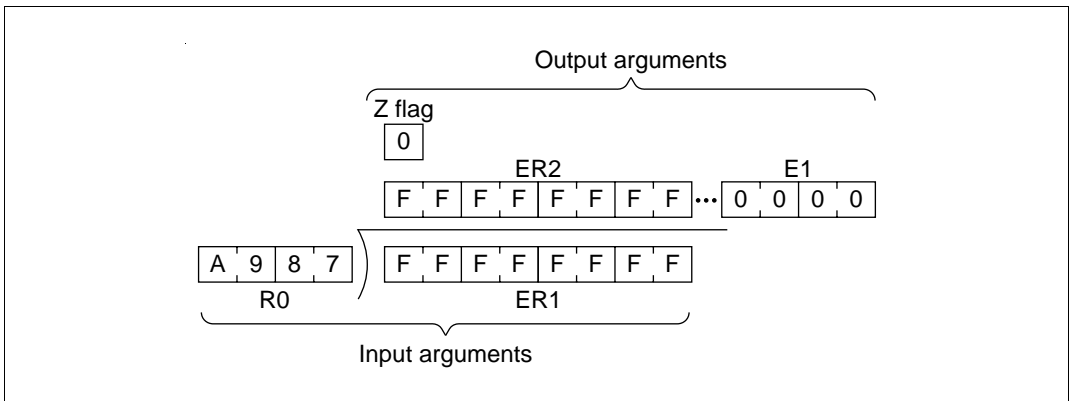 Output arguments
Z flag
0
ER2 E1
F F F F F F F F ••• 0 0 0 0
A 9 8 7 F F F F F F F F
R0 ER1
Input arguments